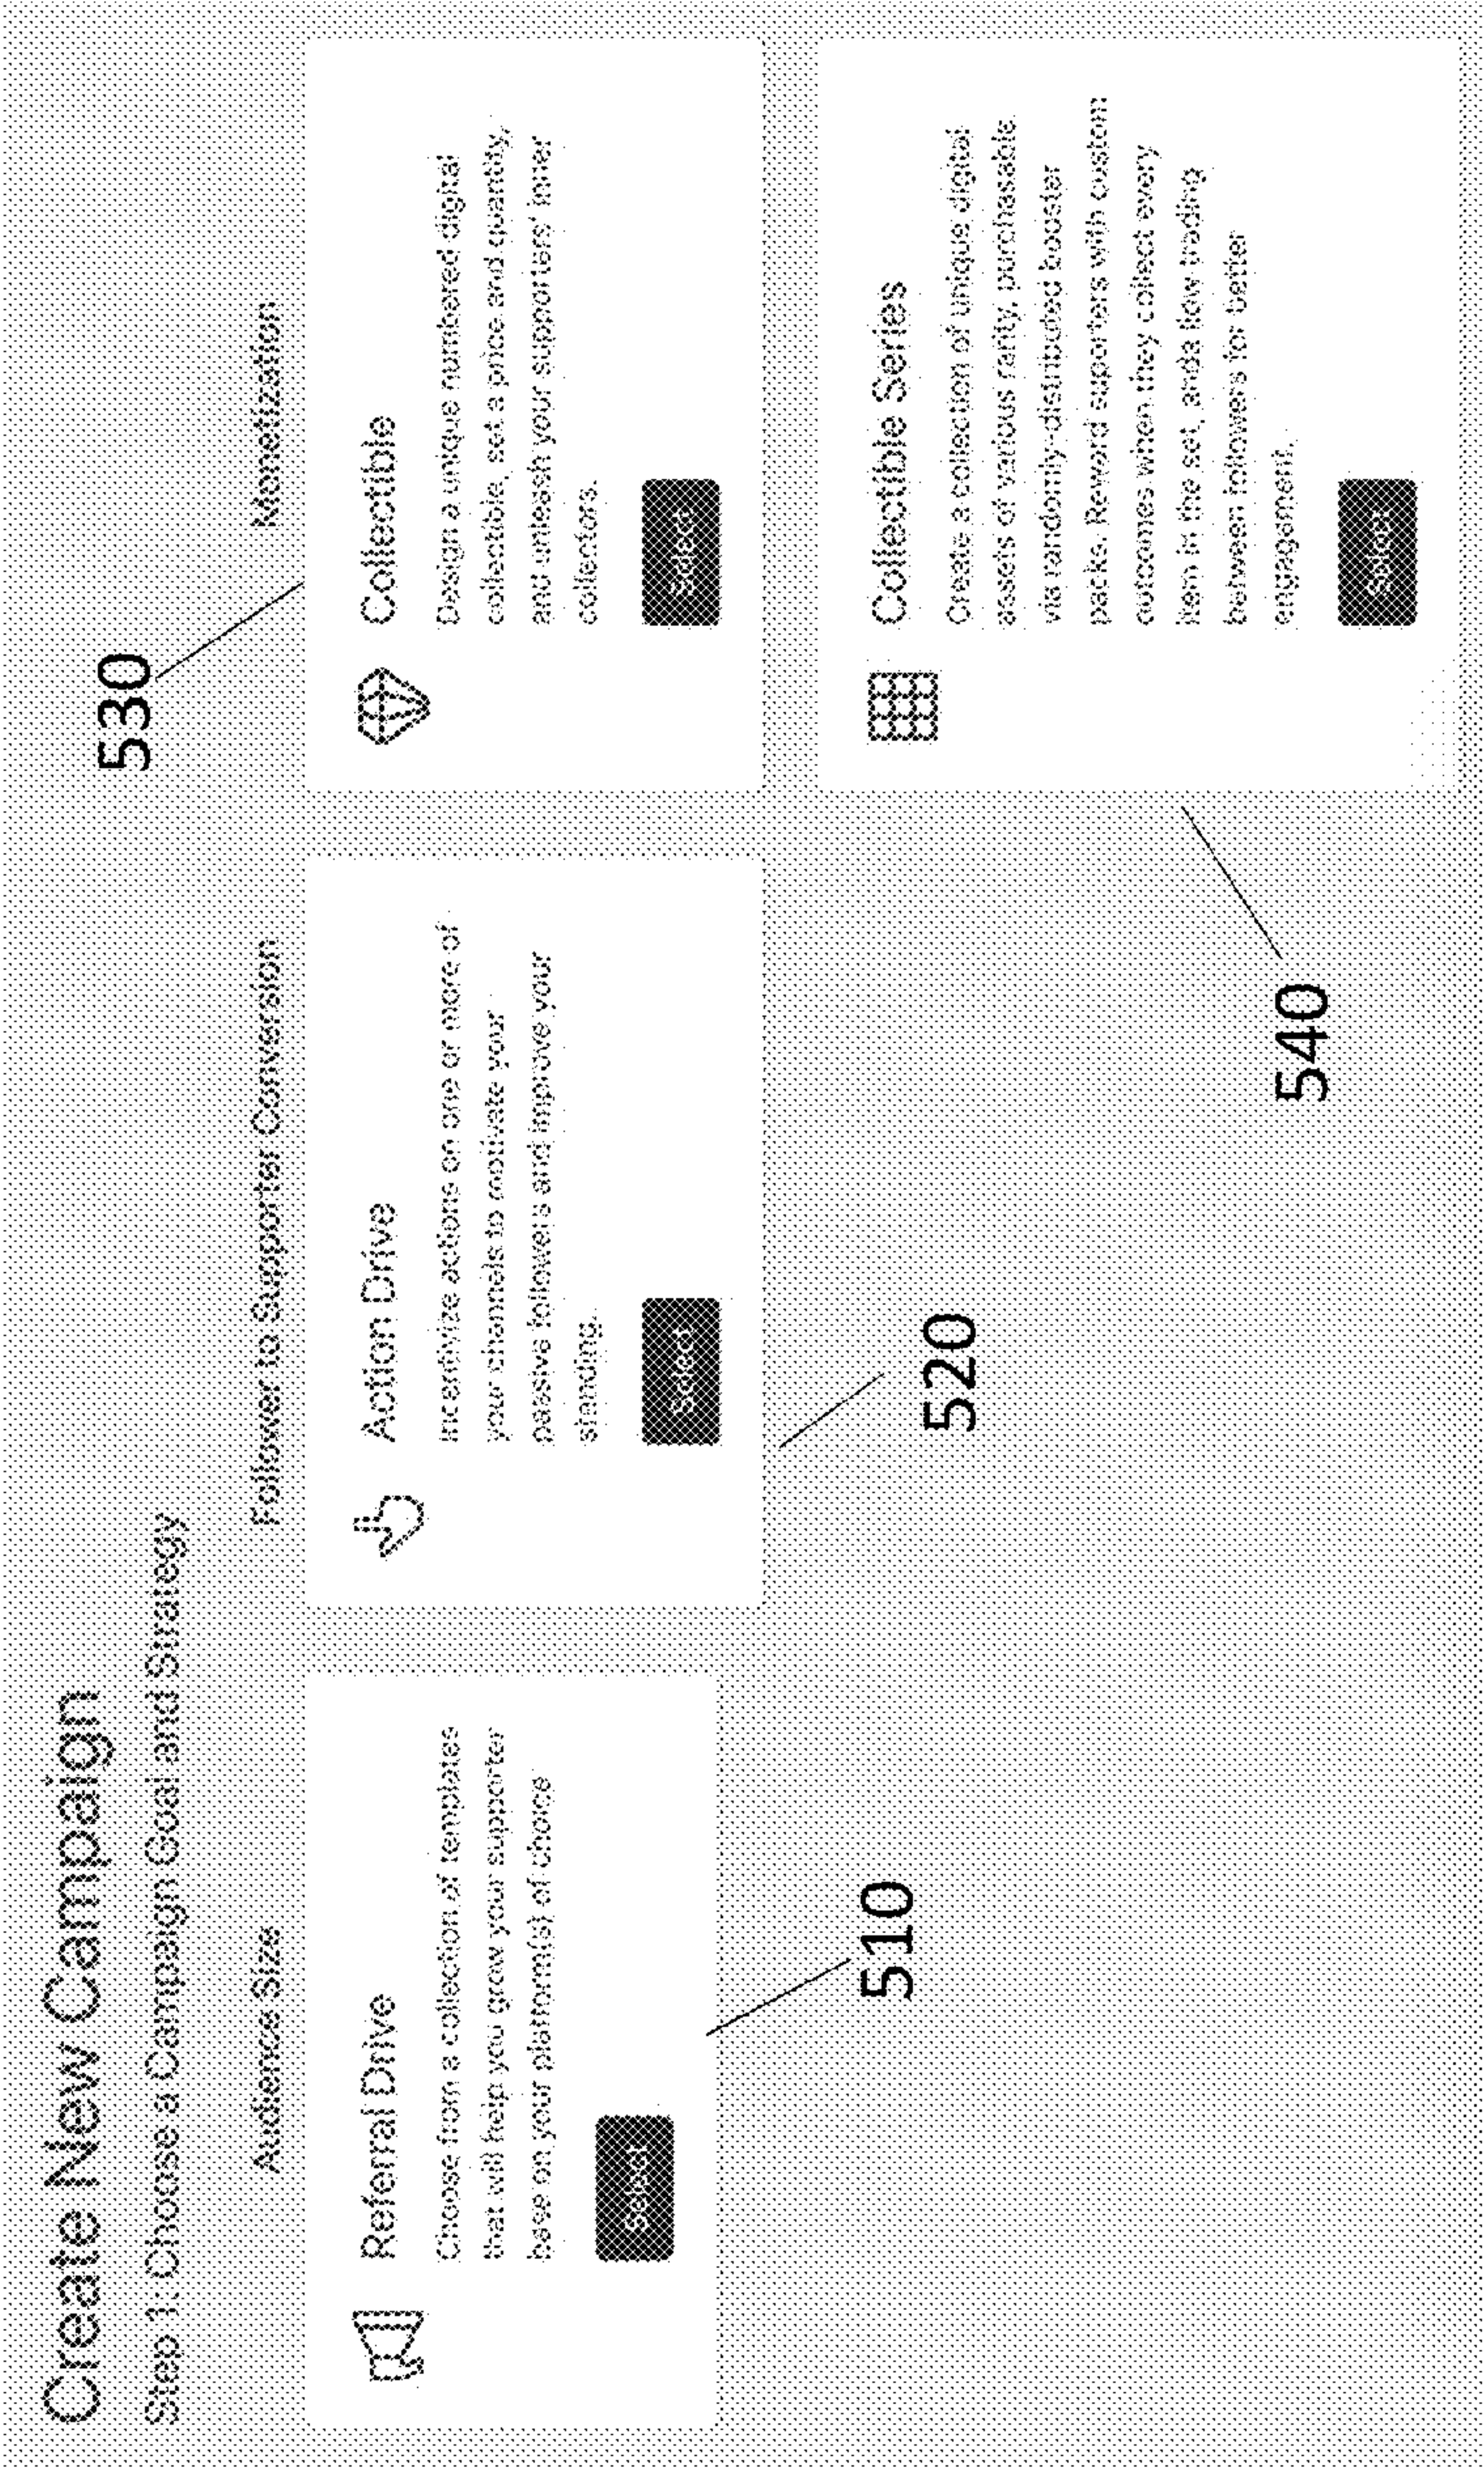 Create New Campaign
Step 1: Choose a Campaign Goal and Strategy
Audience Size
Referral Drive
Choose from a collection of templates
that will help you grow your supporter
base on your platform(s) of choice
Select
510
Follower to Supporter Conversion
Action Drive
Incentivize actions on one or more of
your channels to motivate your
passive followers and improve your
standing.
Select
520
530
Monetization
Collectible
Design a unique numbered digital
collectible, set a price and quantity,
and unleash your supporters' inner
collectors.
Select
Collectible Series
Create a collection of unique digital
assets of various rarity, purchasable
via randomly-distributed booster
packs. Reward supporters with custom
outcomes when they collect every
item in the set, and allow trading
between followers for better
engagement.
Select
540